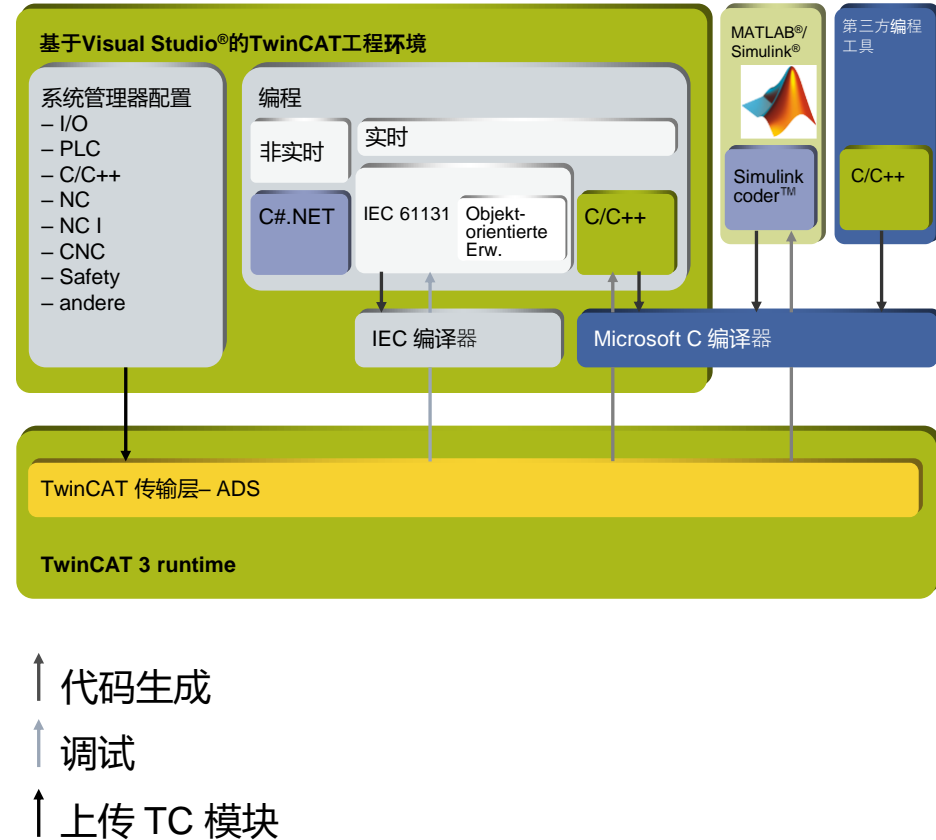 基于Visual Studio®的TwinCAT工程环境
系统管理器配置
– I/O
– PLC
– C/C++
– NC
– NC I
– CNC
– Safety
– andere
编程
非实时
实时
C#.NET
IEC 61131
Objekt-
orientierte
Erw.
C/C++
MATLAB®/
Simulink®
Simulink
coder™
第三方编程
工具
C/C++
IEC 编译器
Microsoft C 编译器
TwinCAT 传输层– ADS
TwinCAT 3 runtime
代码生成
调试
上传 TC 模块